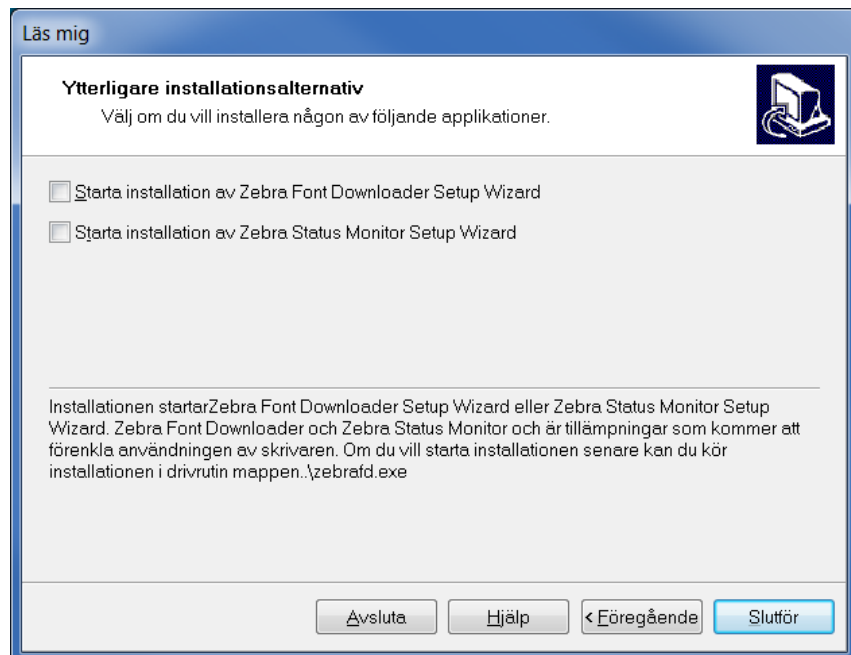 Läs mig
Ytterligare installationsalternativ
Välj om du vill installera någon av följande applikationer.
Starta installation av Zebra Font Downloader Setup Wizard
Starta installation av Zebra Status Monitor Setup Wizard
Installationen startarZebra Font Downloader Setup Wizard eller Zebra Status Monitor Setup
Wizard. Zebra Font Downloader och Zebra Status Monitor och är tillämpningar som kommer att
förenkla användningen av skrivaren. Om du vill starta installationen senare kan du kör
installationen i drivrutin mappen..\zebrafd.exe
Avsluta
Hjälp
< Föregående
Slutför